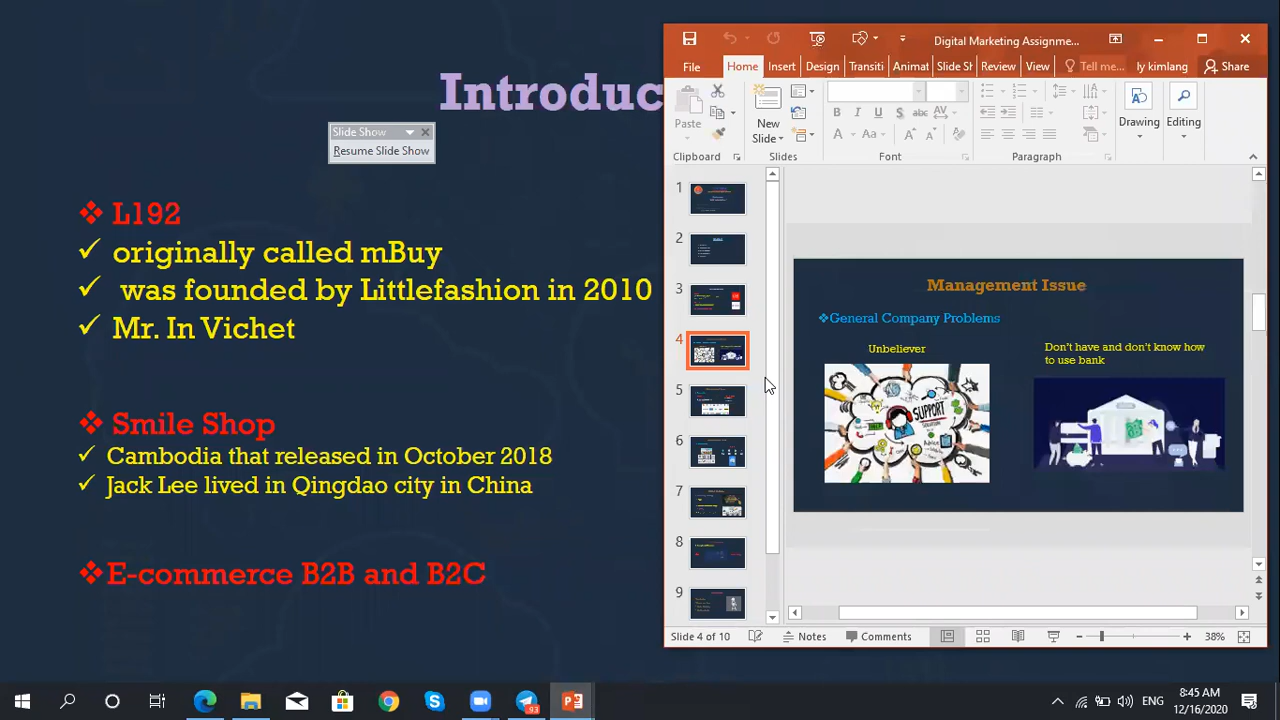 Introduc
Slide Show
Resume Slide Show
❖ L192
✓ originally called mBuy
✓ was founded by Littlefashion in 2010
✓ Mr. In Vichet
❖ Smile Shop
✓ Cambodia that released in October 2018
✓ Jack Lee lived in Qingdao city in China
❖E-commerce B2B and B2C
Digital Marketing Assignme...
File Home Insert Design Transiti Animat Slide Sl Review View Tell me... ly kimlang Share
Paste New Slide Drawing Editing
Clipboard Slides Font Paragraph
1
2
3
4
5
6
7
8
9
Management Issue
❖General Company Problems
Unbeliever
Don't have and don't know how
to use bank
SUPPORT
Advice
Slide 4 of 10 Notes Comments 38%
93
ENG
8:45 AM
12/16/2020